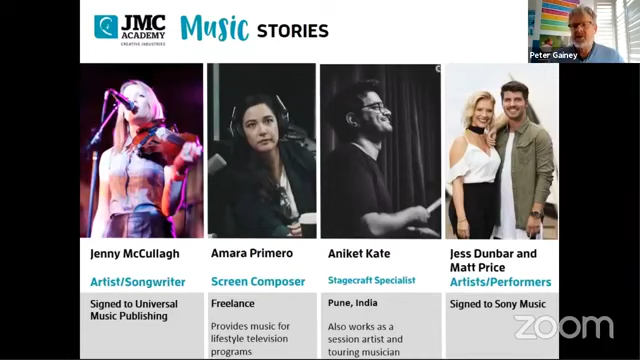 JMC
ACADEMY
CREATIVE INDUSTRIES
Music STORIES
Peter Gainey
Jenny McCullagh
Artist/Songwriter
Signed to Universal
Music Publishing
Amara Primero
Screen Composer
Freelance
Provides music for
lifestyle television
programs
Aniket Kate
Stagecraft Specialist
Pune, India
Also works as a
session artist and
touring musician
Jess Dunbar and
Matt Price
Artists/Performers
Signed to Sony Music
zoom